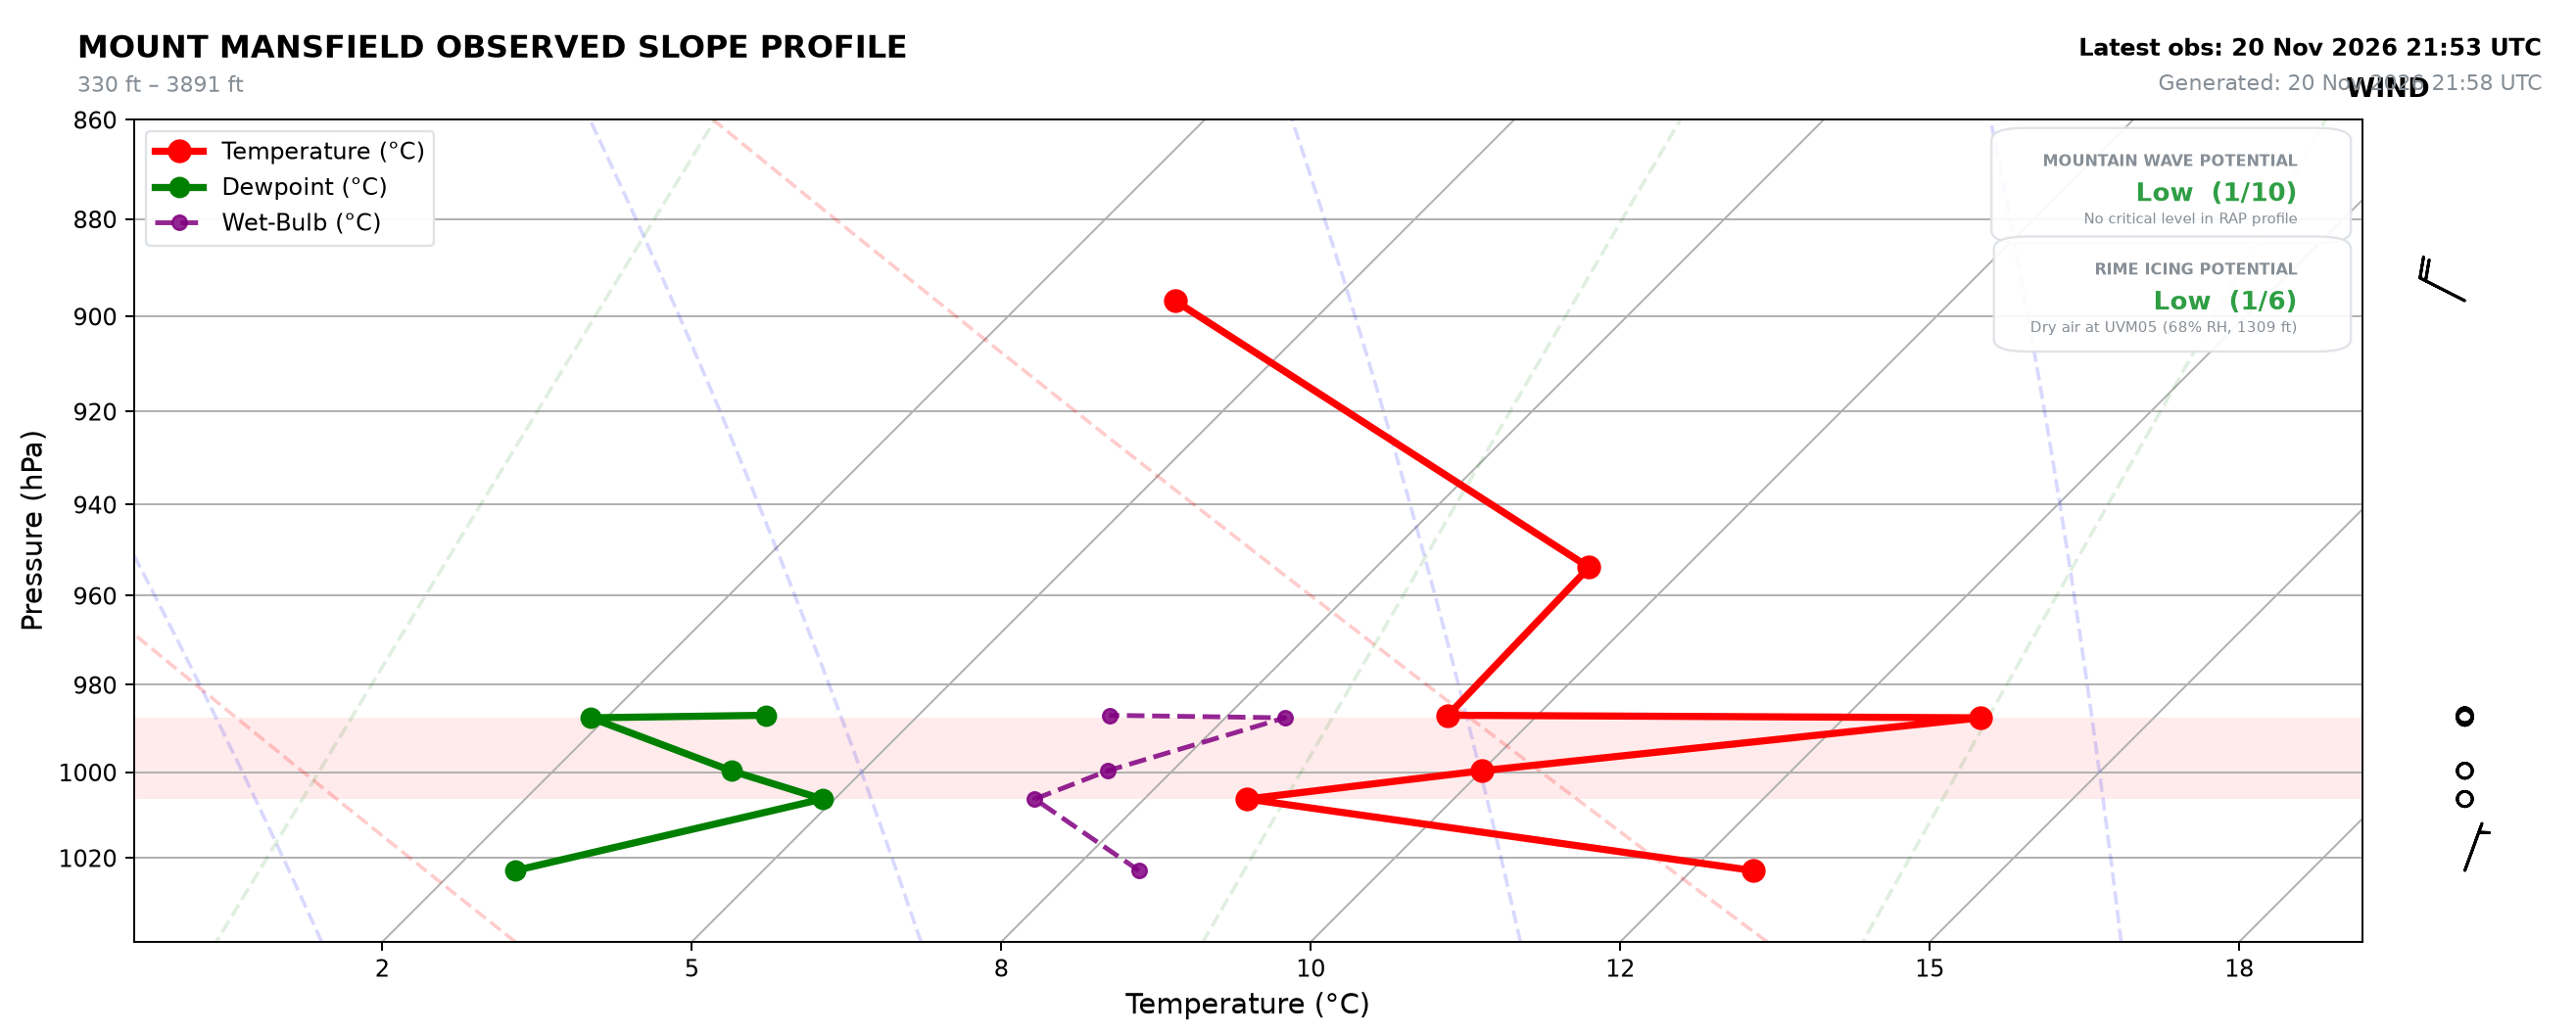 MOUNT MANSFIELD OBSERVED SLOPE PROFILE
330 ft – 3891 ft
Latest obs: 20 Nov 2026 21:53 UTC
Generated: 20 Nov 2026 21:58 UTC
WIND
Temperature (°C)
Dewpoint (°C)
Wet-Bulb (°C)
MOUNTAIN WAVE POTENTIAL
Low (1/10)
No critical level in RAP profile
RIME ICING POTENTIAL
Low (1/6)
Dry air at UVM05 (68% RH, 1309 ft)
Pressure (hPa)
860
880
900
920
940
960
980
1000
1020
2
5
8
10
12
15
18
Temperature (°C)